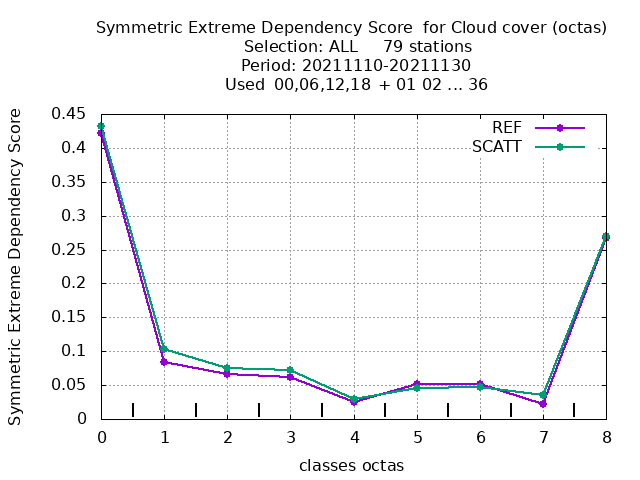 Symmetric Extreme Dependency Score  for Cloud cover (octas)
Selection: ALL     79 stations
Period: 20211110-20211130
Used  00,06,12,18 + 01 02 ... 36
Symmetric Extreme Dependency Score
0.45
0.4
0.35
0.3
0.25
0.2
0.15
0.1
0.05
0
REF
SCATT
0 1 2 3 4 5 6 7 8
classes octas